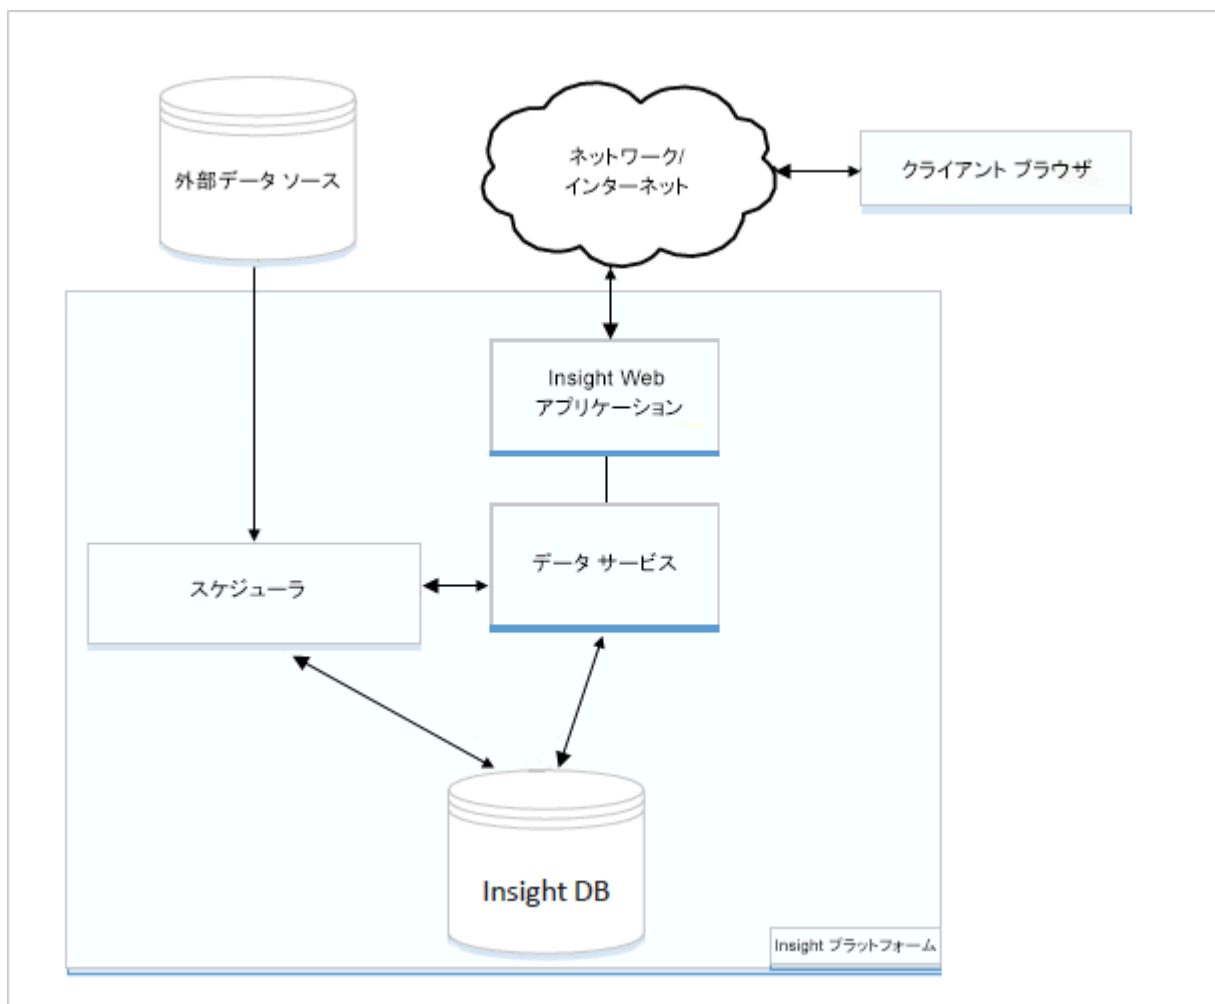 外部データ ソース
ネットワーク/
インターネット
クライアント ブラウザ
Insight Web
アプリケーション
データ サービス
スケジューラ
Insight DB
Insight プラットフォーム